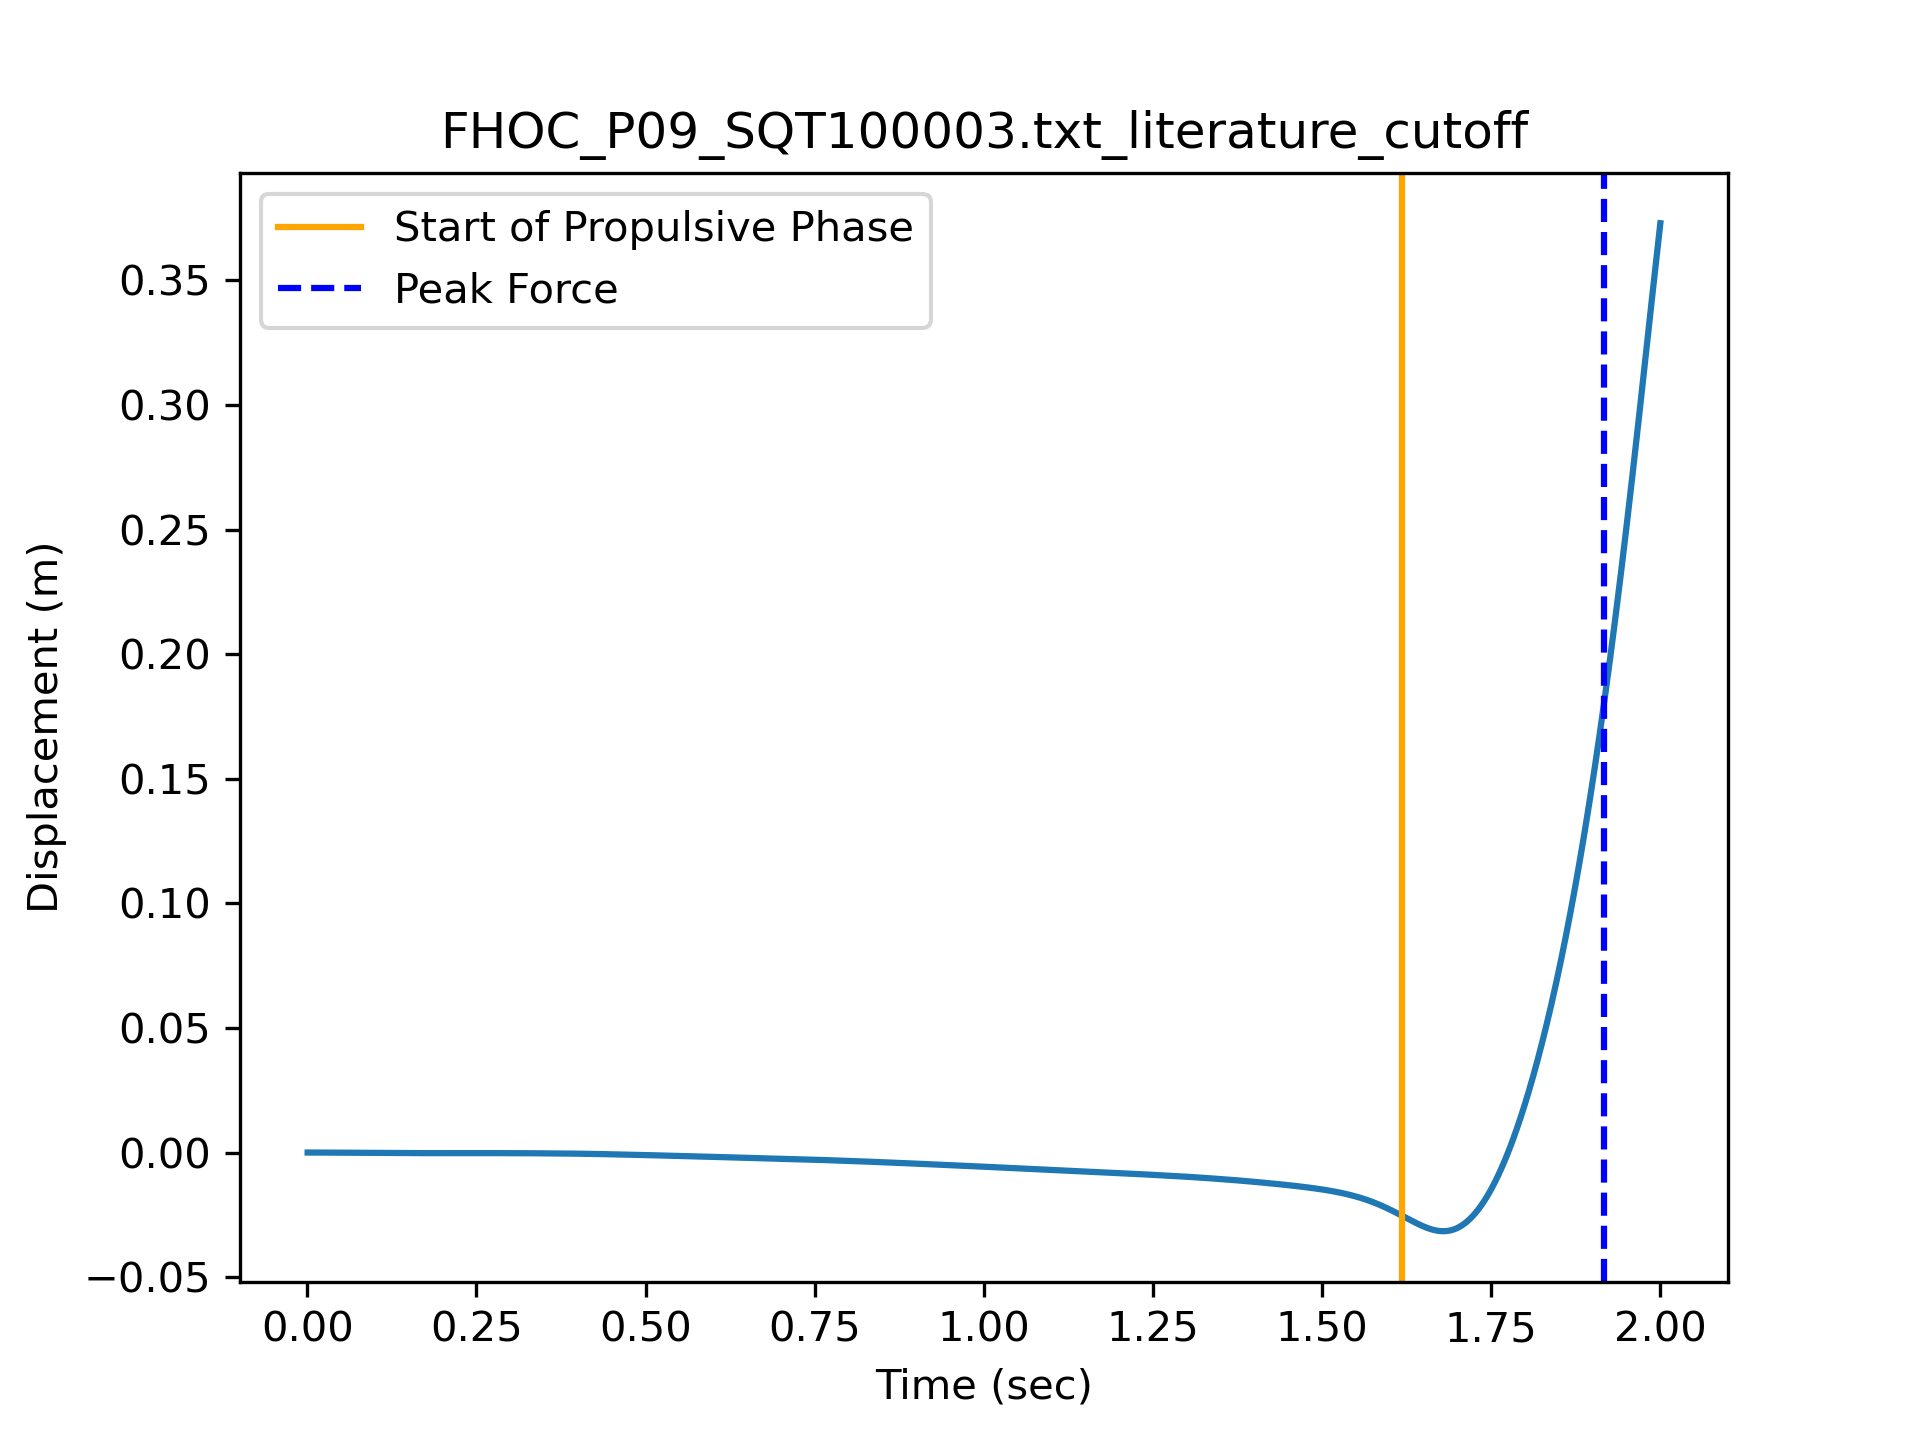 FHOC_P09_SQT100003.txt_literature_cutoff
Start of Propulsive Phase
Peak Force
Displacement (m)
0.35
0.30
0.25
0.20
0.15
0.10
0.05
0.00
−0.05
0.00 0.25 0.50 0.75 1.00 1.25 1.50 1.75 2.00
Time (sec)